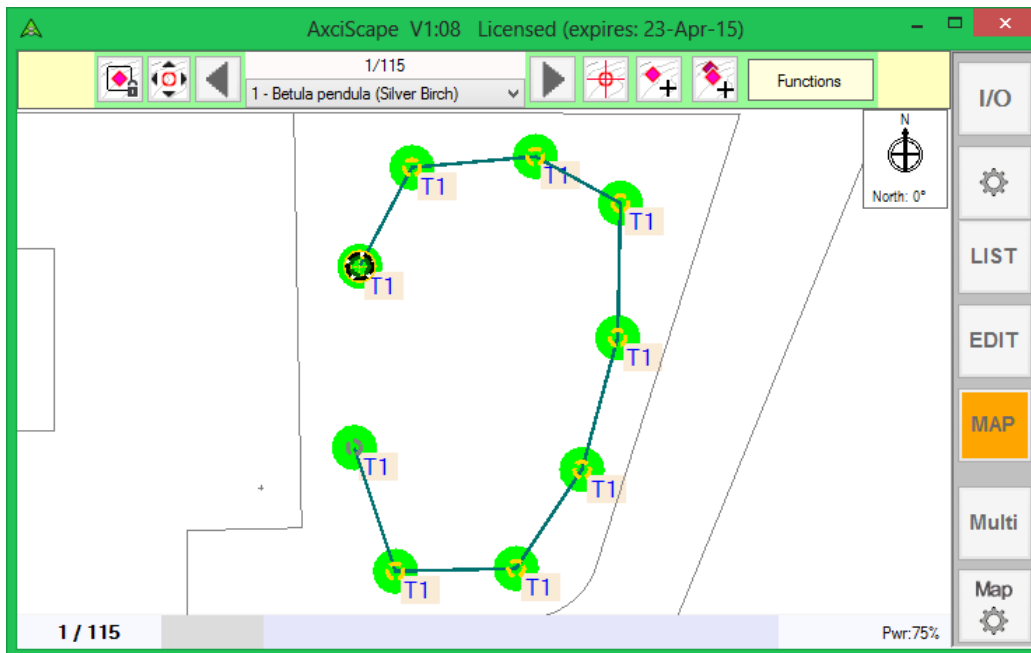 AxciScape V1:08 Licensed (expires: 23-Apr-15)
1/115
1 - Betula pendula (Silver Birch)
Functions
I/O
N
North: 0°
T1
T1
T1
T1
T1
T1
T1
T1
T1
LIST
EDIT
MAP
Multi
Map
1 / 115
Pwr:75%